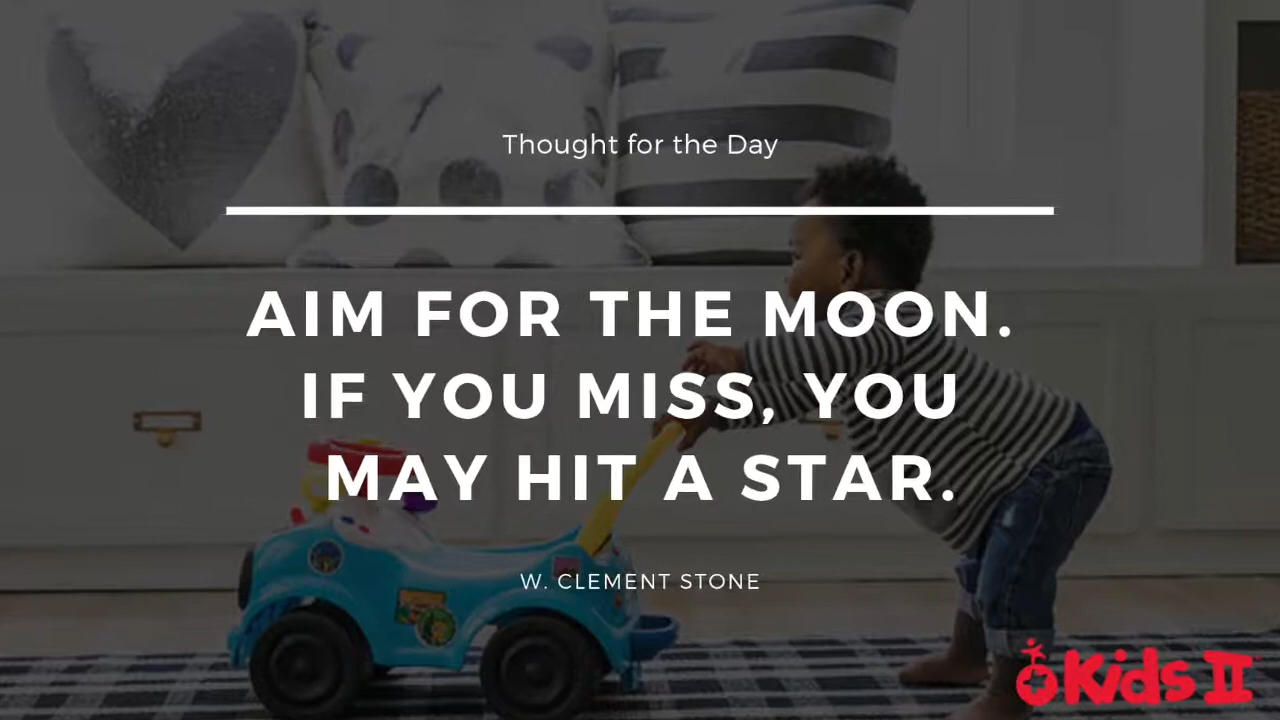 Thought for the Day
AIM FOR THE MOON.
IF YOU MISS, YOU
MAY HIT A STAR.
W. CLEMENT STONE
Kids II